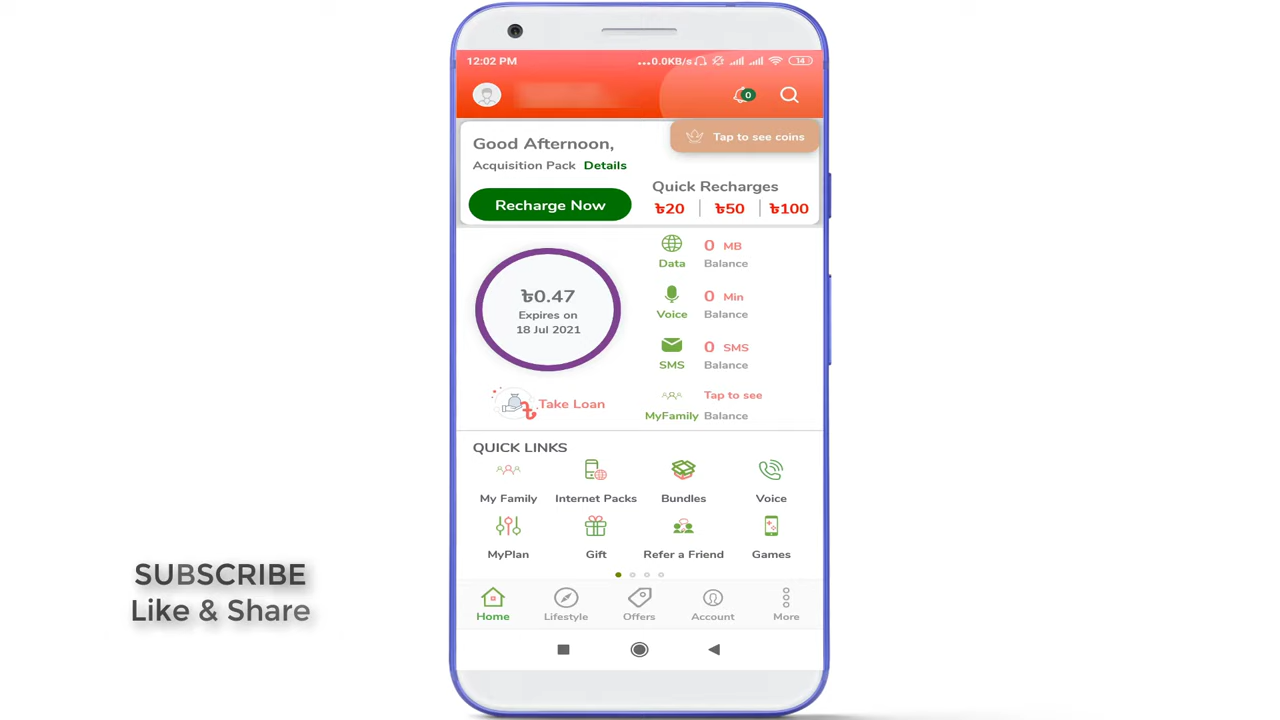 12:02 PM
...0.0KB/s
14
0
Tap to see coins
Good Afternoon,
Acquisition Pack Details
Recharge Now
Quick Recharges
৳20 ৳50 ৳100
৳0.47
Expires on
18 Jul 2021
0 MB
Data Balance
0 Min
Voice Balance
0 SMS
SMS Balance
Tap to see
MyFamily Balance
৳ Take Loan
QUICK LINKS
My Family Internet Packs Bundles Voice
MyPlan Gift Refer a Friend Games
Home Lifestyle Offers Account More
SUBSCRIBE
Like & Share